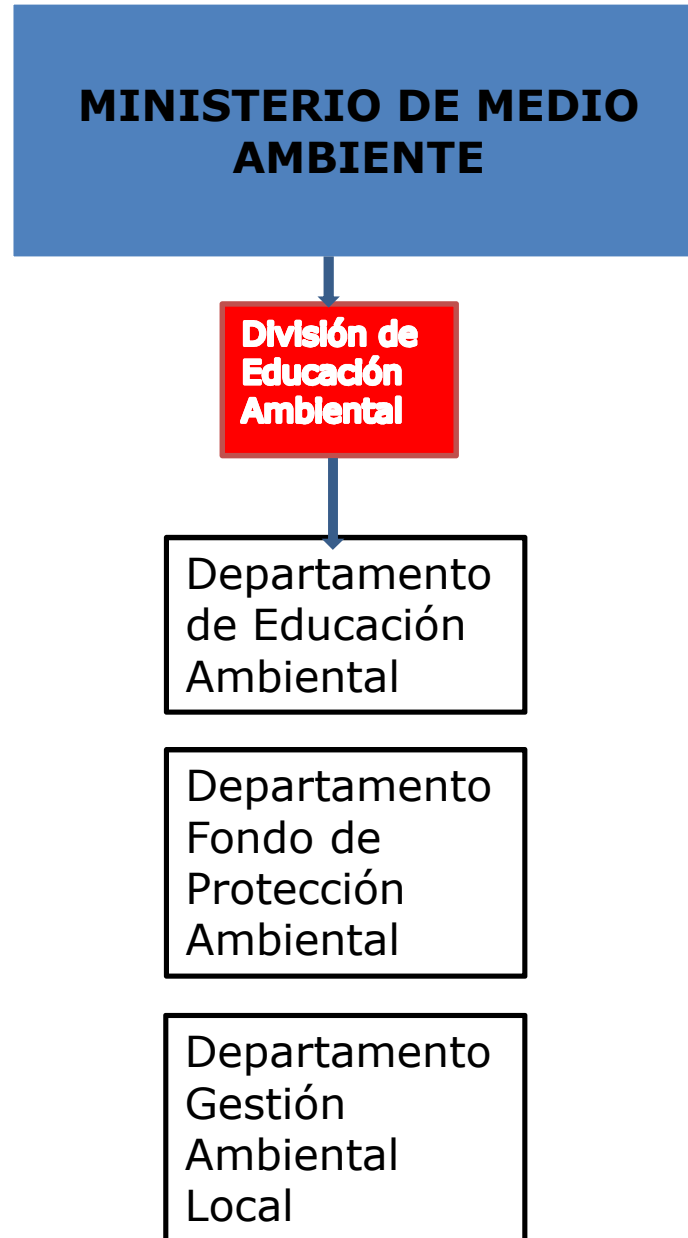 MINISTERIO DE MEDIO
AMBIENTE
División de
Educación
Ambiental
Departamento
de Educación
Ambiental
Departamento
Fondo de
Protección
Ambiental
Departamento
Gestión
Ambiental
Local